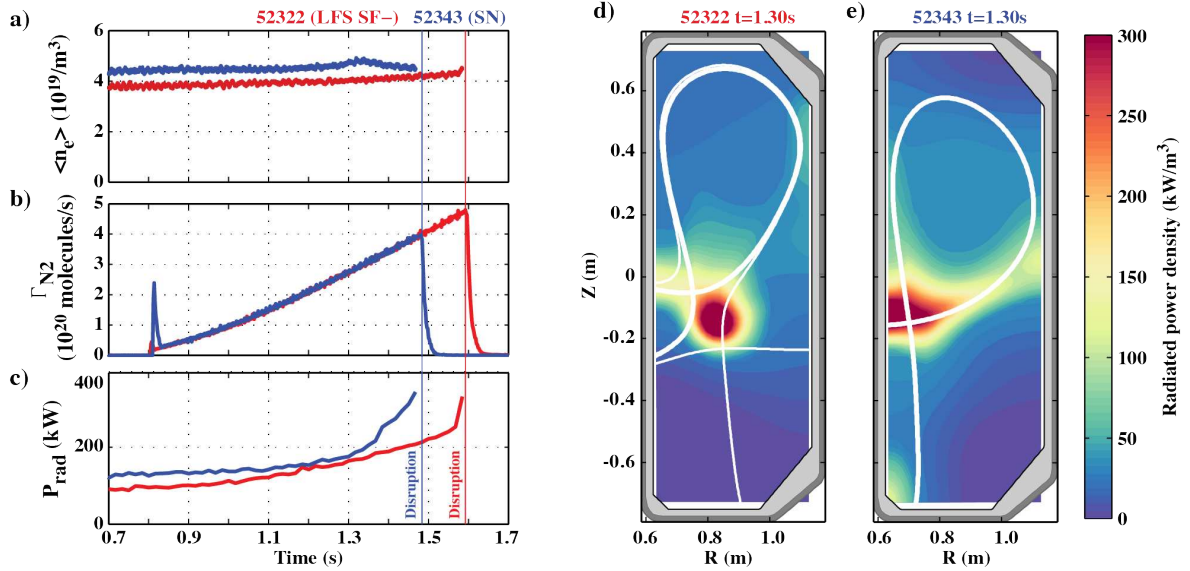 52322 (LFS SF−) 52343 (SN)
a)
6
4
2
0
<n_e> (10^19/m^3)
b)
5
4
3
2
1
0
Γ_N2
(10^20 molecules/s)
c)
400
200
0
P_rad (kW)
Disruption
Disruption
0.7 0.9 1.1 1.3 1.5 1.7
Time (s)
d) 52322 t=1.30s
0.6
0.4
0.2
0
-0.2
-0.4
-0.6
Z (m)
0.6 0.8 1.0
R (m)
e) 52343 t=1.30s
0.6 0.8 1.0
R (m)
300
250
200
150
100
50
0
Radiated power density (kW/m^3)